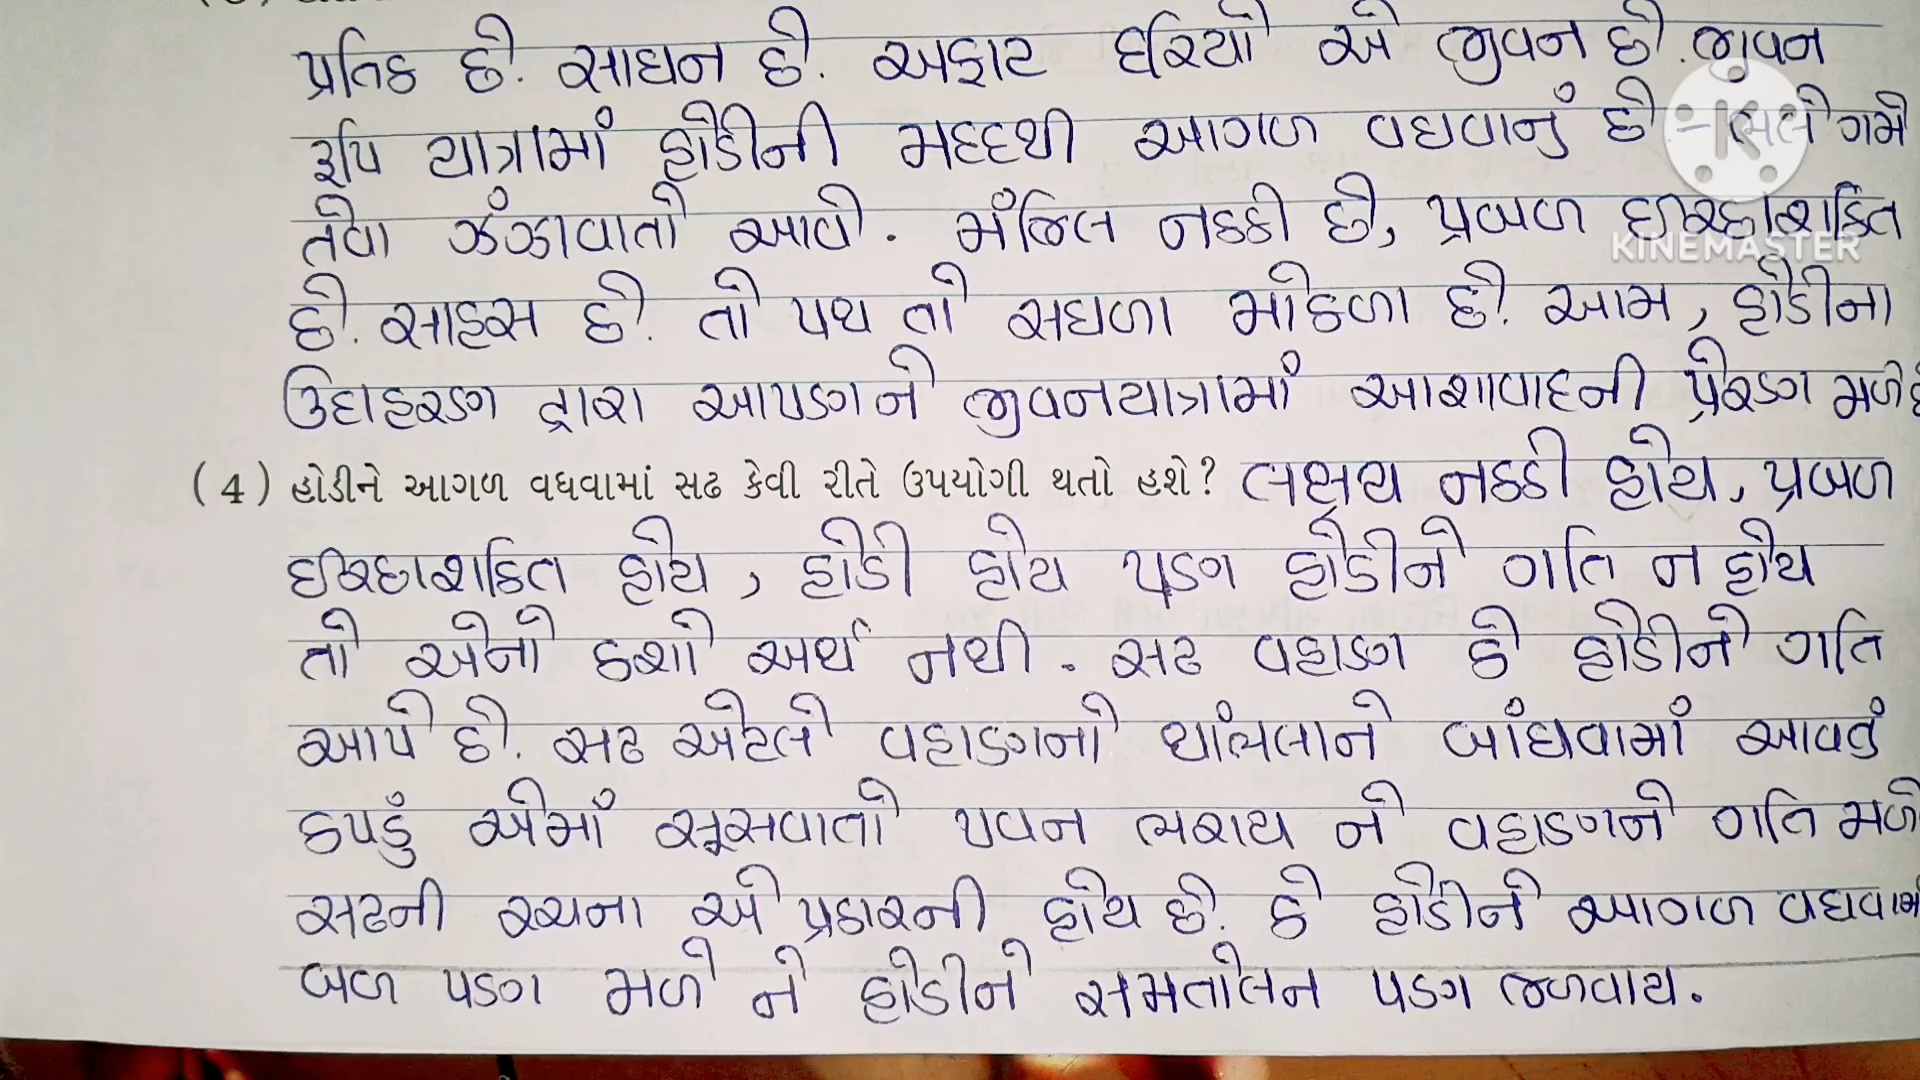 પ્રતિક છે. સાધન છે. અફાટ દરિયો એ જીવન છે. જીવન
રૂપિ યાત્રામાં હોડીની મદદથી આગળ વધવાનું છે - ભલે ગમે
તેવા ઝંઝાવાતો આવે. મંજિલ નક્કી છે, પ્રબળ ઈચ્છાશકિત
KINEMASTER
છે. સાહસ છે. તો પથ તો સઘળા મોકળા છે. આમ, હોડીના
ઉદાહરણ દ્વારા આપણને જીવનયાત્રામાં આશાવાદની પ્રેરણા મળે છે
(4) હોડીને આગળ વધવામાં સઢ કેવી રીતે ઉપયોગી થતો હશે? લક્ષ્ય નક્કી હોય, પ્રબળ
ઈચ્છાશકિત હોય, હોડી હોય પણ હોડીને ગતિ ન હોય
તો એનો કશો અર્થ નથી. સઢ વહાણ કે હોડીને ગતિ
આપે છે. સઢ એટલે વહાણના થાંભલાને બાંધવામાં આવતું
કપડું એમાં સૂસવાતો પવન ભરાય ને વહાણને ગતિ મળે
સઢની રચના એ પ્રકારની હોય છે. કે હોડીને આગળ વધવામાં
બળ પણ મળે ને હોડીને સમતોલન પણ જળવાય.